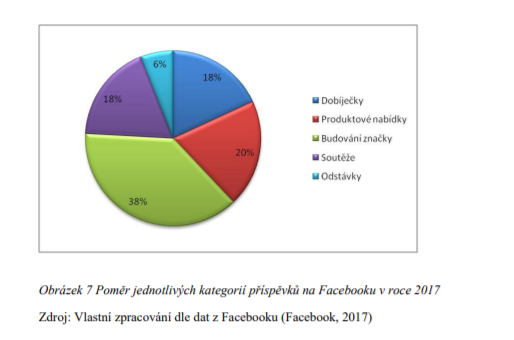 6%
18%
18%
20%
38%
Dobíječky
Produktové nabídky
Budování značky
Soutěže
Odstávky
Obrázek 7 Poměr jednotlivých kategorií příspěvků na Facebooku v roce 2017
Zdroj: Vlastní zpracování dle dat z Facebooku (Facebook, 2017)